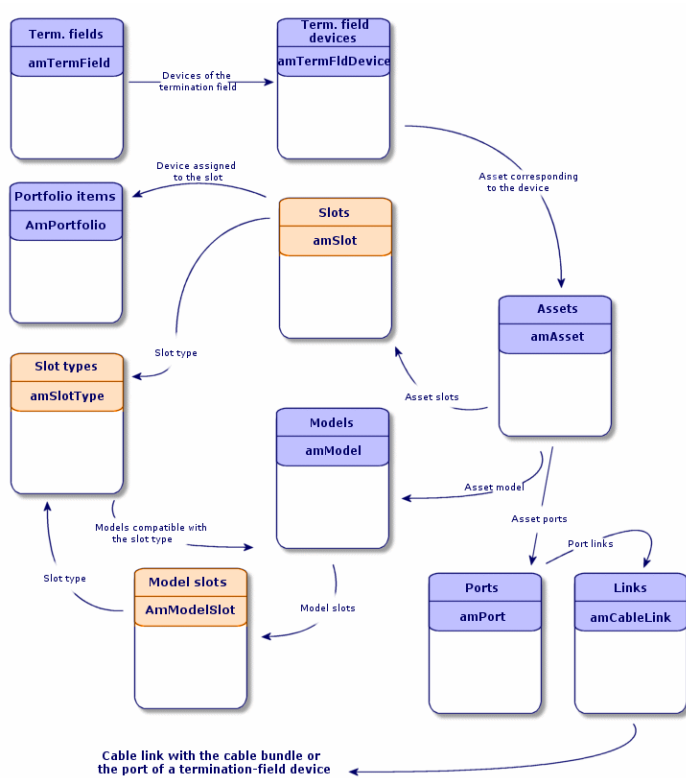 Term. fields
amTermField
Devices of the
termination field
Term. field
devices
amTermFldDevice
Asset corresponding
to the device
Device assigned
to the slot
Portfolio items
AmPortfolio
Slots
amSlot
Assets
amAsset
Slot type
Asset slots
Slot types
amSlotType
Models
amModel
Asset model
Asset ports
Models compatible with
the slot type
Port links
Slot type
Model slots
AmModelSlot
Model slots
Ports
amPort
Links
amCableLink
Cable link with the cable bundle or
the port of a termination-field device